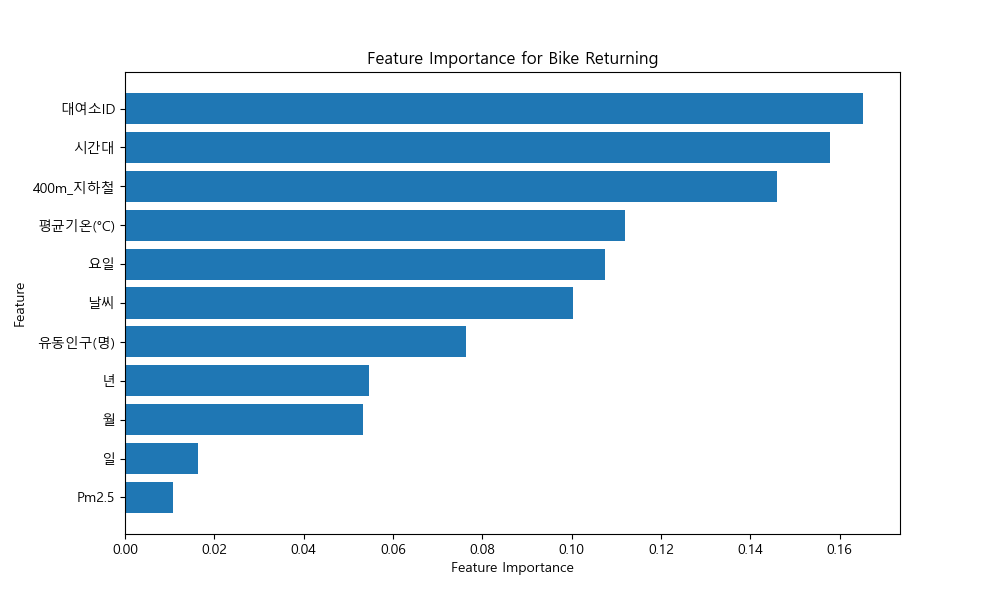 Feature Importance for Bike Returning
대여소ID
시간대
400m_지하철
평균기온(°C)
요일
날씨
유동인구(명)
년
월
일
Pm2.5
Feature
0.00 0.02 0.04 0.06 0.08 0.10 0.12 0.14 0.16
Feature Importance